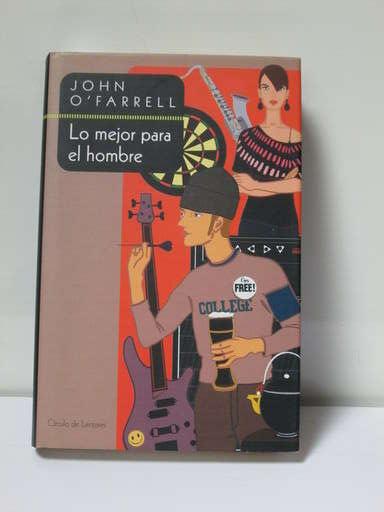 JOHN
O'FARRELL
Lo mejor para
el hombre
FREE!
COLLEGE
Círculo de Lectores